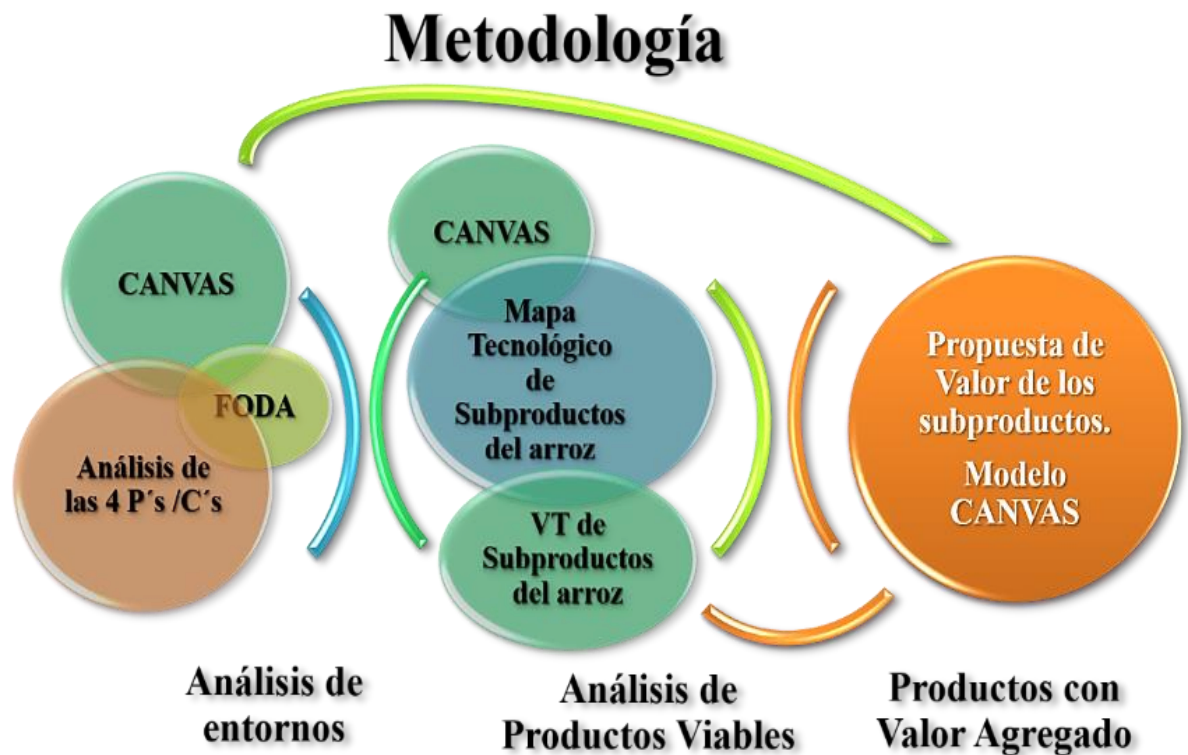 Metodología
CANVAS
FODA
Análisis de
las 4 P´s /C´s
CANVAS
Mapa
Tecnológico
de
Subproductos
del arroz
VT de
Subproductos
del arroz
Propuesta de
Valor de los
subproductos.
Modelo
CANVAS
Análisis de
entornos
Análisis de
Productos Viables
Productos con
Valor Agregado